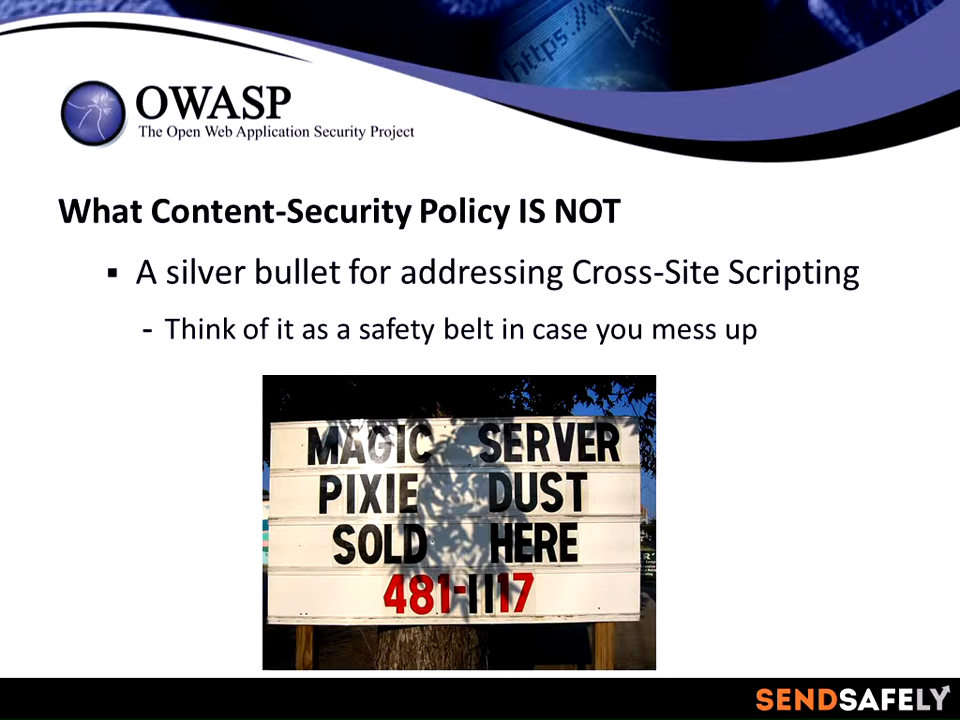 https://w
OWASP
The Open Web Application Security Project
What Content-Security Policy IS NOT
▪ A silver bullet for addressing Cross-Site Scripting
- Think of it as a safety belt in case you mess up
MAGIC SERVER
PIXIE DUST
SOLD HERE
481-1117
SENDSAFELY